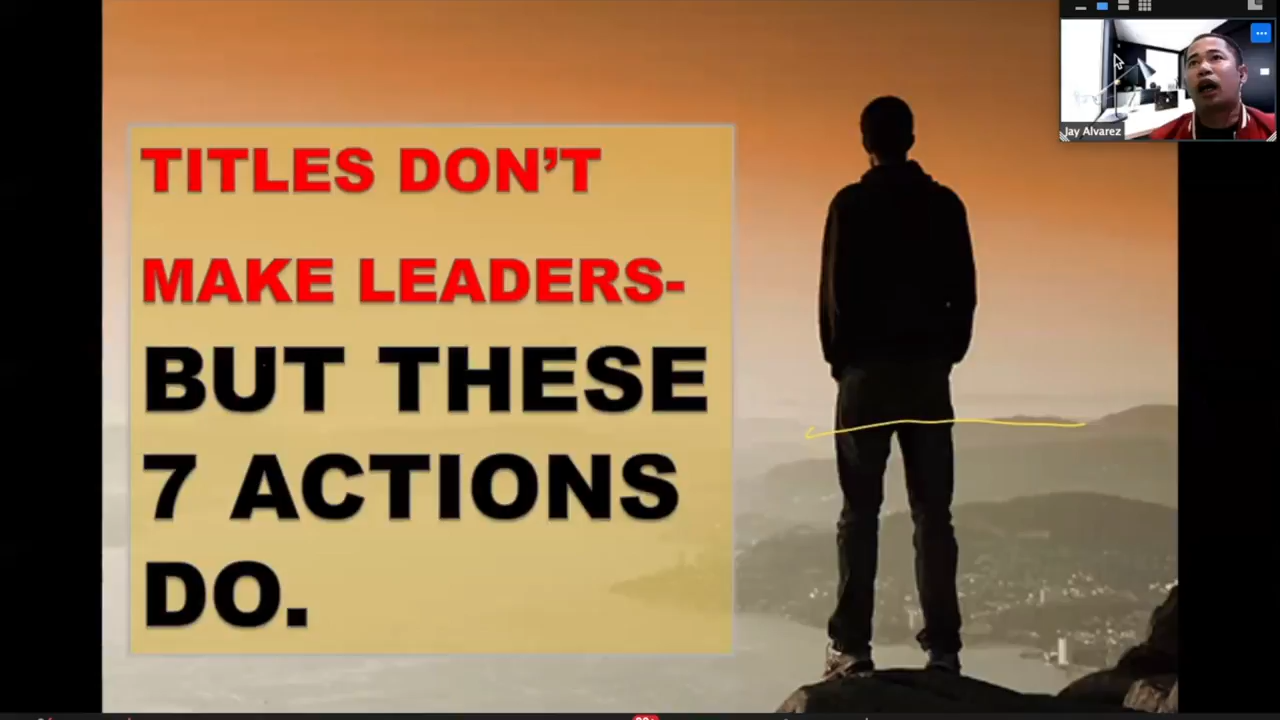 TITLES DON'T
MAKE LEADERS-
BUT THESE
7 ACTIONS
DO.
Jay Alvarez